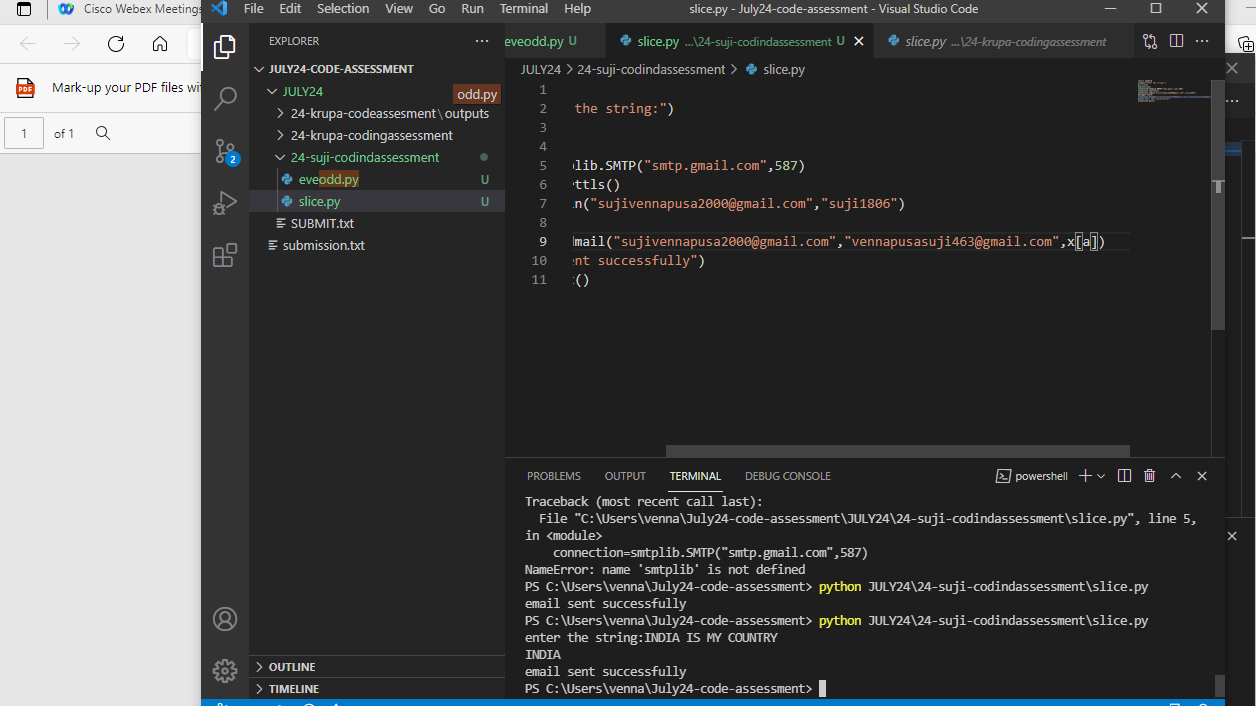 Cisco Webex Meetings
File Edit Selection View Go Run Terminal Help
slice.py - July24-code-assessment - Visual Studio Code
Mark-up your PDF files wi
1 of 1
EXPLORER
JULY24-CODE-ASSESSMENT
JULY24
odd.py
24-krupa-codeassesment\outputs
24-krupa-codingassessment
24-suji-codindassessment
eveodd.py U
slice.py U
SUBMIT.txt
submission.txt
OUTLINE
TIMELINE
2
eveodd.py U
slice.py ...\24-suji-codindassessment U
slice.py ...\24-krupa-codingassessment
JULY24 > 24-suji-codindassessment > slice.py
1
2 the string:")
3
4
5 lib.SMTP("smtp.gmail.com",587)
6 ttls()
7 n("sujivennapusa2000@gmail.com","suji1806")
8
9 mail("sujivennapusa2000@gmail.com","vennapusasuji463@gmail.com",x[a])
10 nt successfully")
11 ()
PROBLEMS OUTPUT TERMINAL DEBUG CONSOLE
powershell
Traceback (most recent call last):
File "C:\Users\venna\July24-code-assessment\JULY24\24-suji-codindassessment\slice.py", line 5,
in <module>
connection=smtplib.SMTP("smtp.gmail.com",587)
NameError: name 'smtplib' is not defined
PS C:\Users\venna\July24-code-assessment> python JULY24\24-suji-codindassessment\slice.py
email sent successfully
PS C:\Users\venna\July24-code-assessment> python JULY24\24-suji-codindassessment\slice.py
enter the string:INDIA IS MY COUNTRY
INDIA
email sent successfully
PS C:\Users\venna\July24-code-assessment>